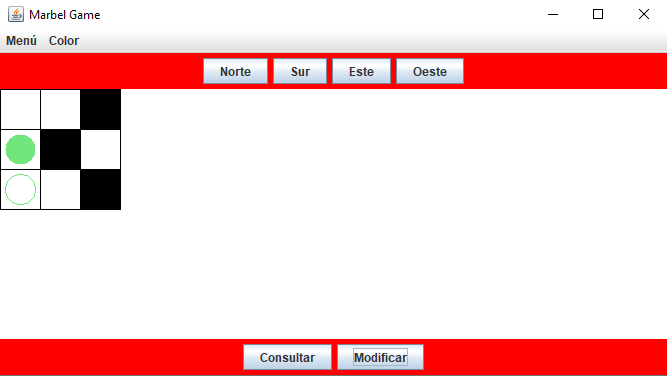 Marbel Game
Menú Color
Norte Sur Este Oeste
Consultar Modificar